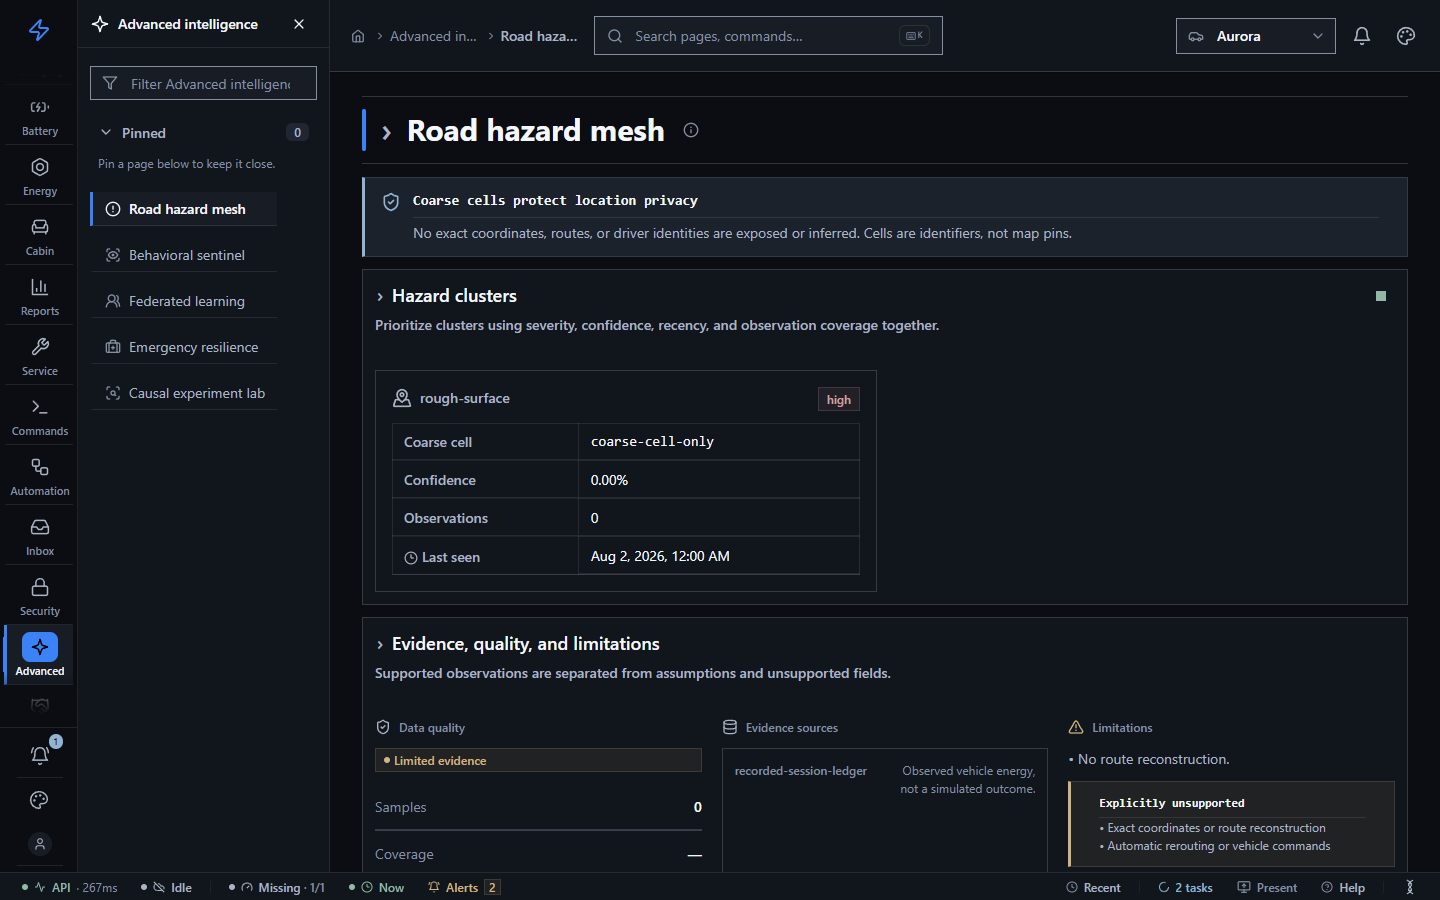 Advanced intelligence
Advanced in...
Road haza...
Search pages, commands...
K
Aurora
Filter Advanced intelligenc
Pinned
0
Pin a page below to keep it close.
Road hazard mesh
Behavioral sentinel
Federated learning
Emergency resilience
Causal experiment lab
Battery
Energy
Cabin
Reports
Service
Commands
Automation
Inbox
Security
Advanced
1
Road hazard mesh
Coarse cells protect location privacy
No exact coordinates, routes, or driver identities are exposed or inferred. Cells are identifiers, not map pins.
Hazard clusters
Prioritize clusters using severity, confidence, recency, and observation coverage together.
rough-surface
high
Coarse cell
coarse-cell-only
Confidence
0.00%
Observations
0
Last seen
Aug 2, 2026, 12:00 AM
Evidence, quality, and limitations
Supported observations are separated from assumptions and unsupported fields.
Data quality
• Limited evidence
Samples
0
Coverage
—
Evidence sources
recorded-session-ledger
Observed vehicle energy,
not a simulated outcome.
Limitations
• No route reconstruction.
Explicitly unsupported
• Exact coordinates or route reconstruction
• Automatic rerouting or vehicle commands
API · 267ms
Idle
Missing · 1/1
Now
Alerts 2
Recent
2 tasks
Present
Help